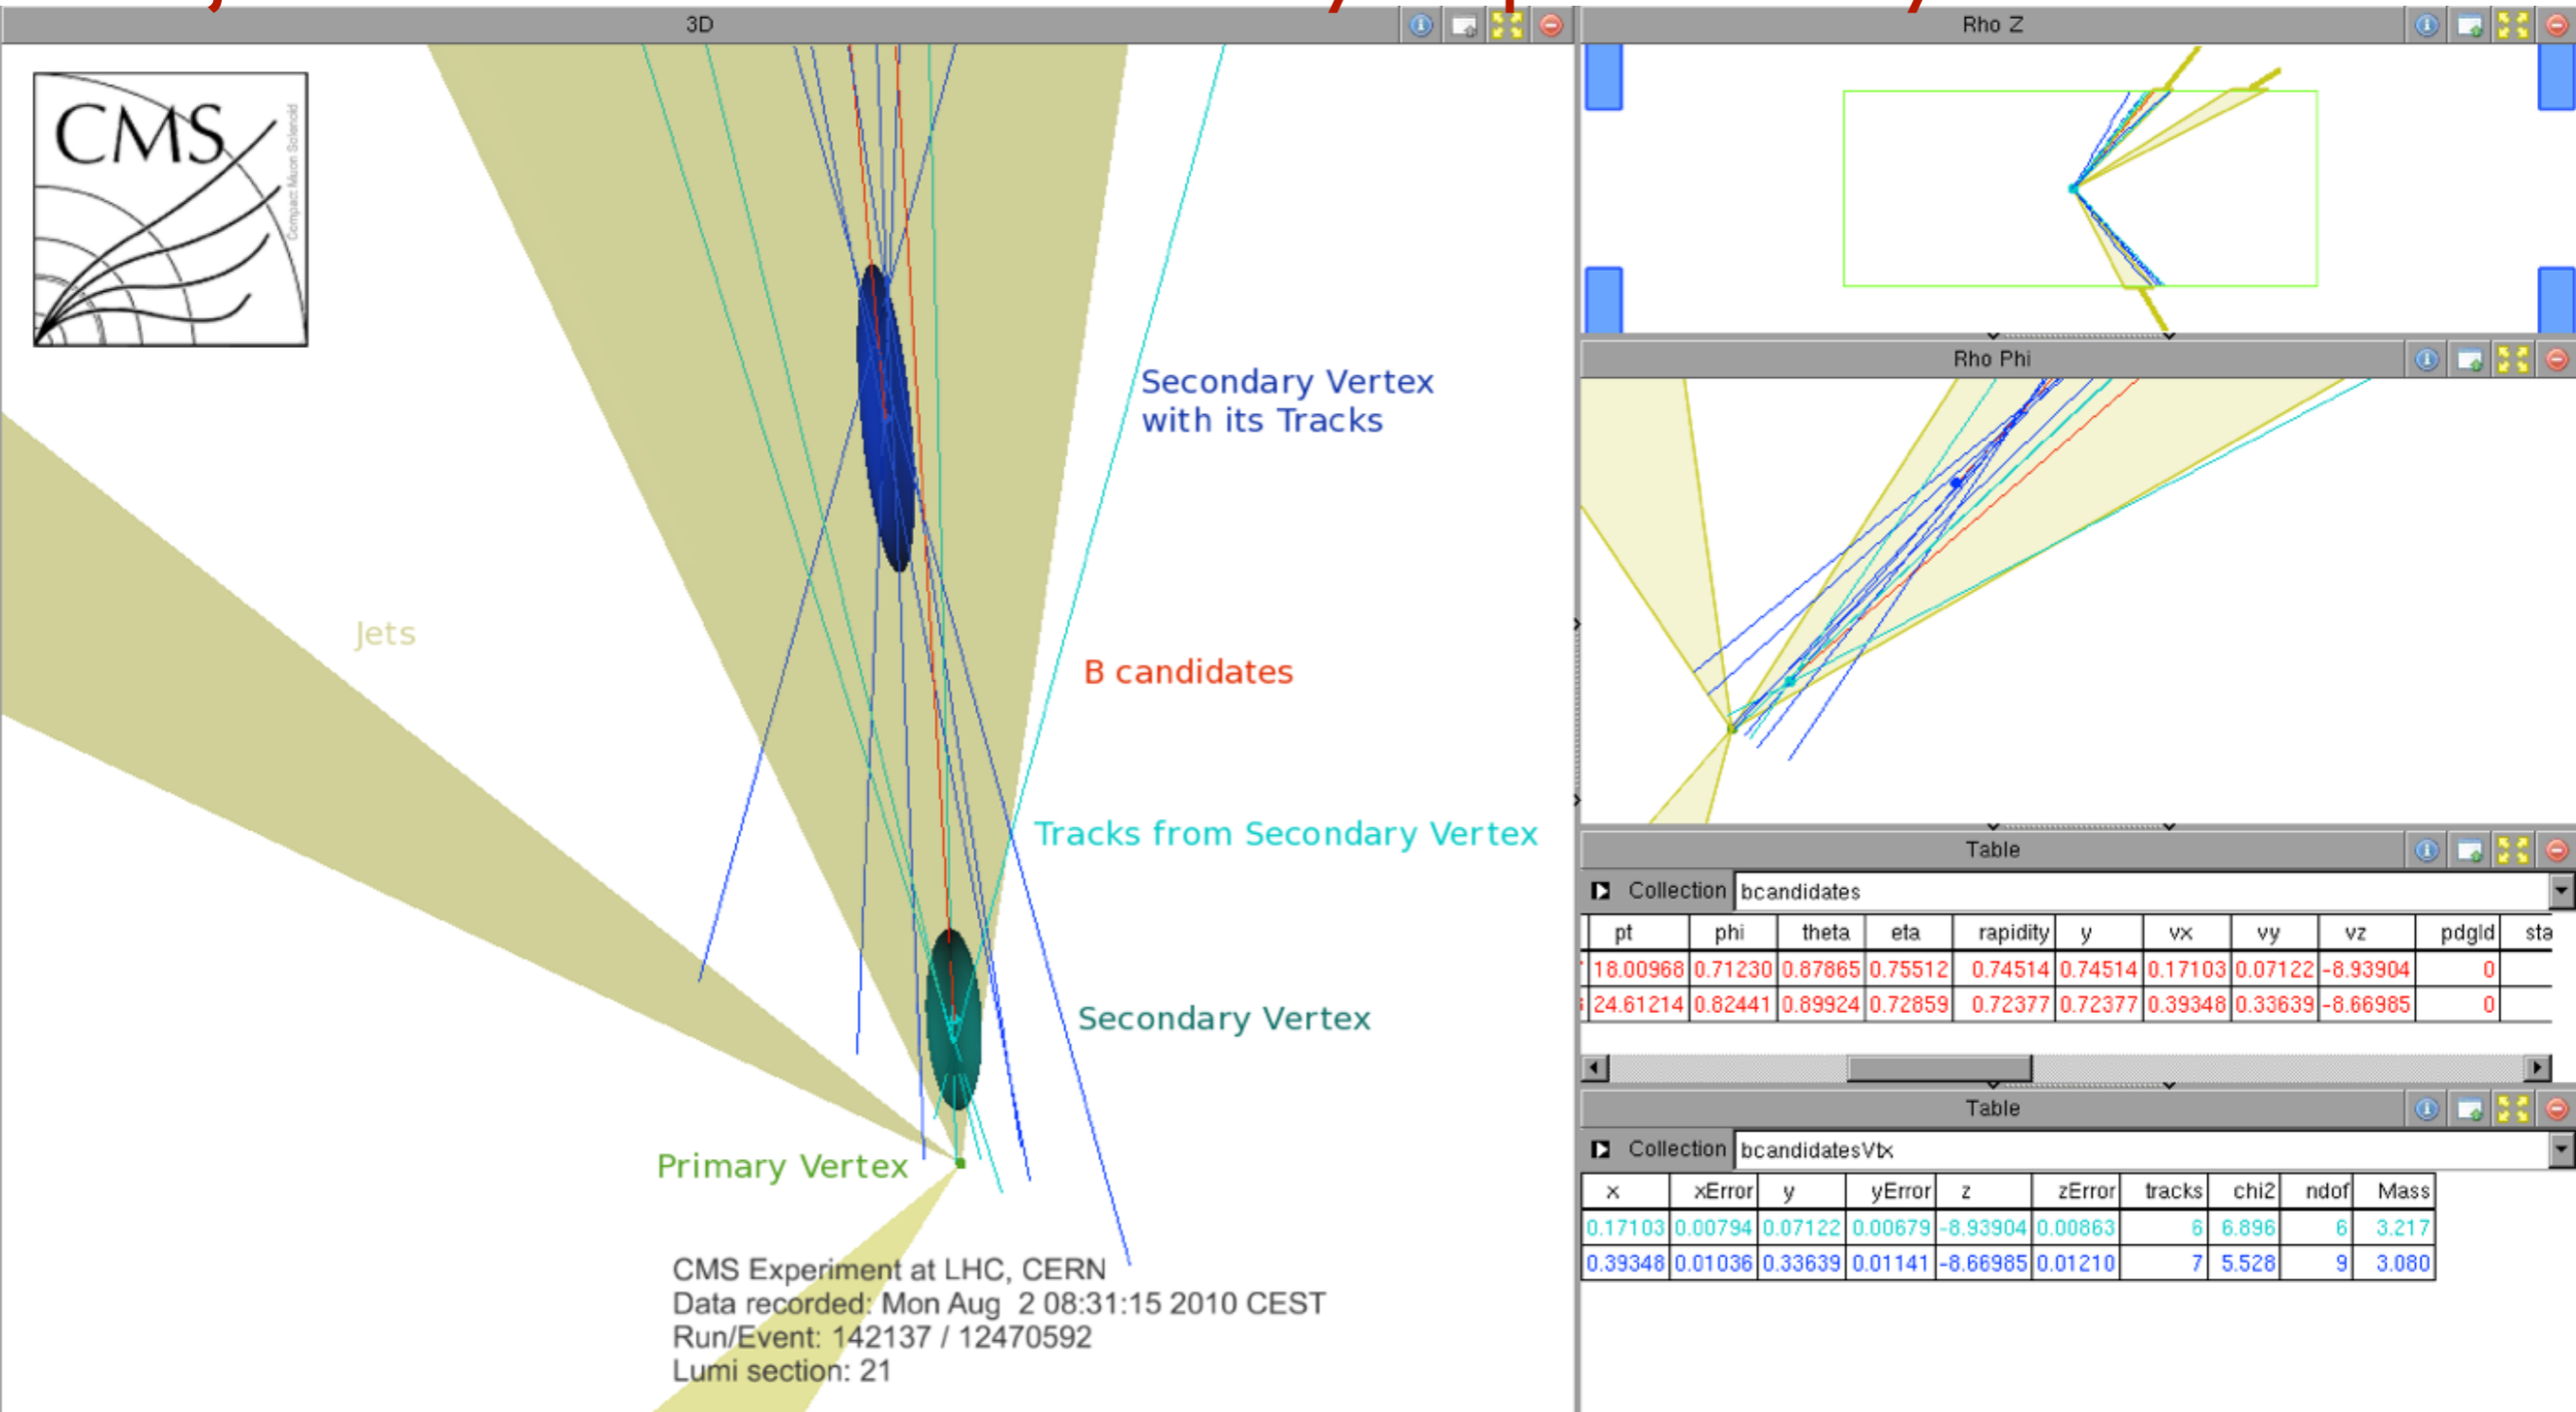 3D
CMS
Compact Muon Solenoid
Secondary Vertex
with its Tracks
Jets
B candidates
Tracks from Secondary Vertex
Secondary Vertex
Primary Vertex
CMS Experiment at LHC, CERN
Data recorded: Mon Aug 2 08:31:15 2010 CEST
Run/Event: 142137 / 12470592
Lumi section: 21
Rho Z
Rho Phi
Table
Collection bcandidates
pt phi theta eta rapidity y vx vy vz pdgId sta
18.00968 0.71230 0.87865 0.75512 0.74514 0.74514 0.17103 0.07122 -8.93904 0
24.61214 0.82441 0.89924 0.72859 0.72377 0.72377 0.39348 0.33639 -8.66985 0
Table
Collection bcandidatesVtx
x xError y yError z zError tracks chi2 ndof Mass
0.17103 0.00794 0.07122 0.00679 -8.93904 0.00863 6 6.896 6 3.217
0.39348 0.01036 0.33639 0.01141 -8.66985 0.01210 7 5.528 9 3.080